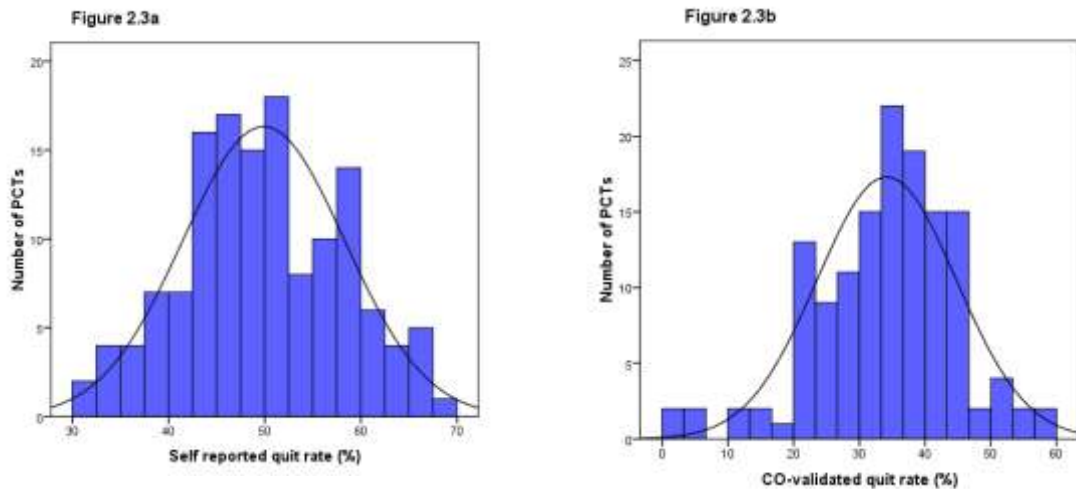 Figure 2.3a
20
15
10
5
0
Number of PCTs
30 40 50 60 70
Self reported quit rate (%)
Figure 2.3b
25
20
15
10
5
0
Number of PCTs
0 10 20 30 40 50 60
CO-validated quit rate (%)